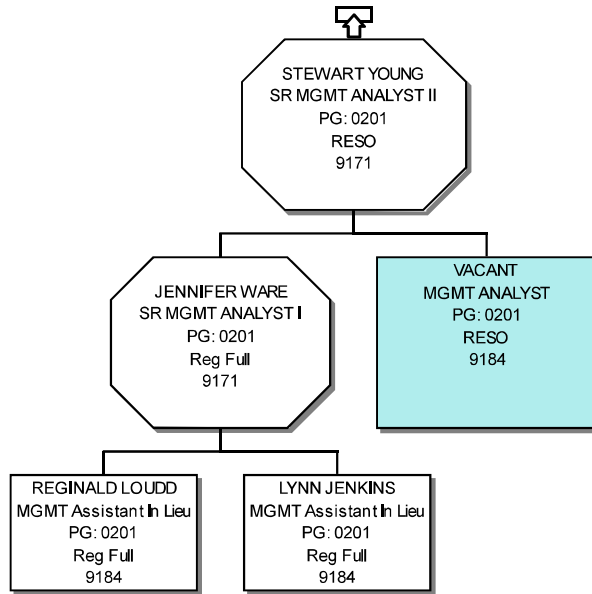 STEWART YOUNG
SR MGMT ANALYST II
PG: 0201
RESO
9171
JENNIFER WARE
SR MGMT ANALYST I
PG: 0201
Reg Full
9171
VACANT
MGMT ANALYST
PG: 0201
RESO
9184
REGINALD LOUDD
MGMT Assistant In Lieu
PG: 0201
Reg Full
9184
LYNN JENKINS
MGMT Assistant In Lieu
PG: 0201
Reg Full
9184